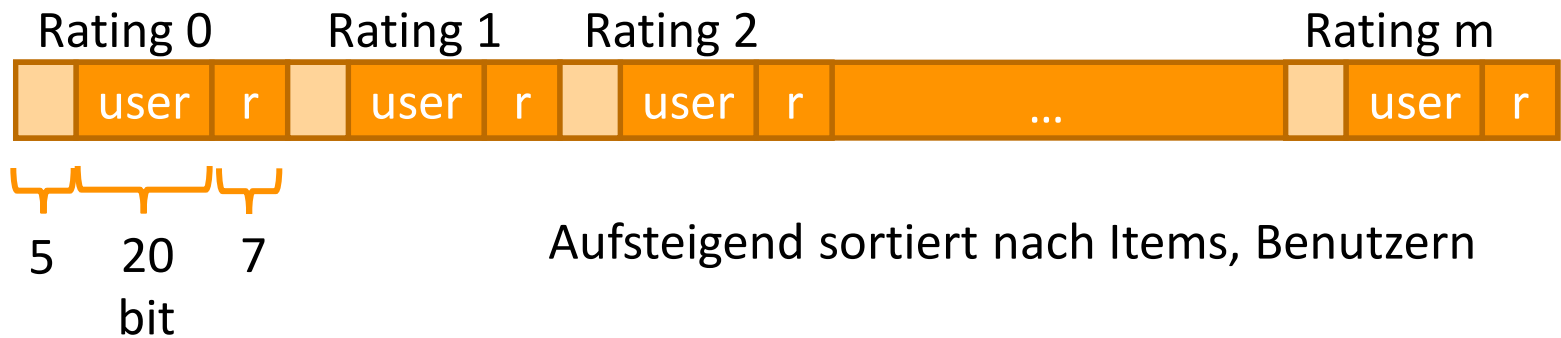 Rating 0 Rating 1 Rating 2 Rating m
user r user r user r ... user r
5 20 7
bit
Aufsteigend sortiert nach Items, Benutzern